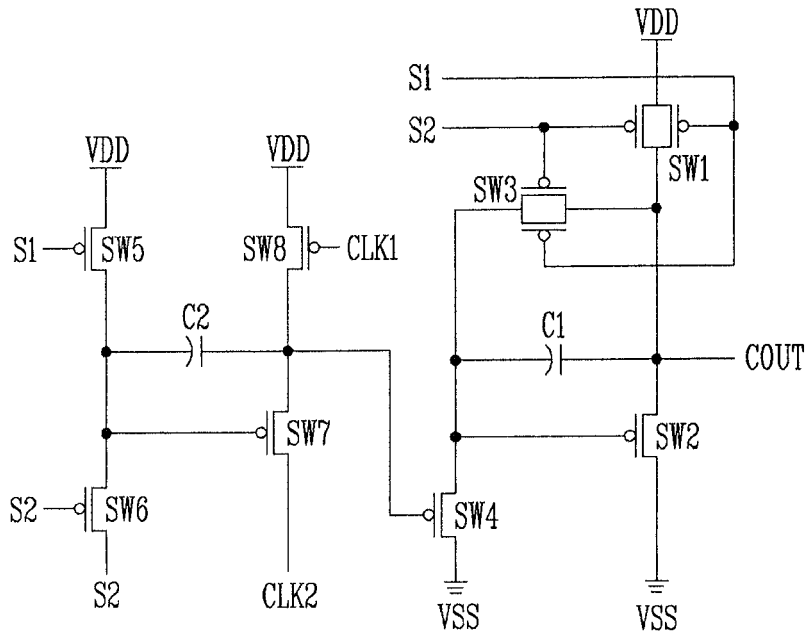 VDD
S1
S2
SW1
VDD
VDD
SW3
S1
SW5
SW8
CLK1
C2
C1
COUT
SW7
SW2
S2
SW6
SW4
S2
CLK2
VSS
VSS